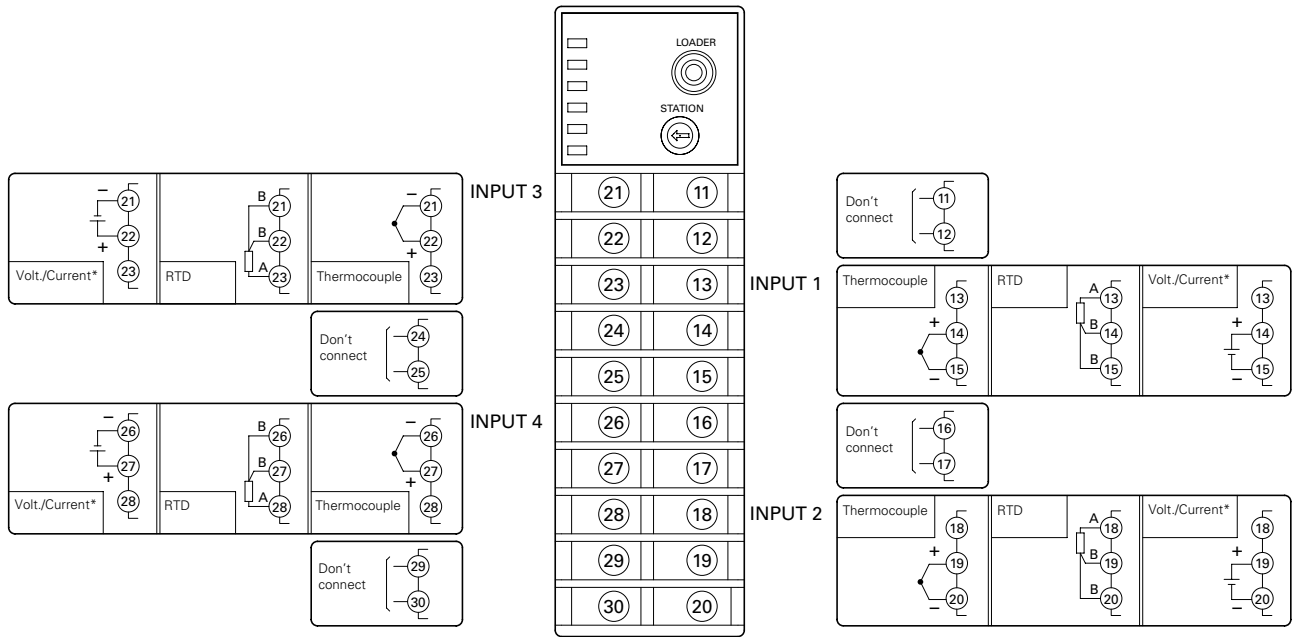 LOADER
STATION
INPUT 3
− 21 22 + 23 Volt./Current*
B 21 B 22 A 23 RTD
− 21 22 + 23 Thermocouple
Don't
connect
24
25
INPUT 4
− 26 27 + 28 Volt./Current*
B 26 B 27 A 28 RTD
− 26 27 + 28 Thermocouple
Don't
connect
29
30
21 11
22 12
23 13
24 14
25 15
26 16
27 17
28 18
29 19
30 20
Don't
connect
11
12
INPUT 1
Thermocouple 13 + 14 − 15
RTD A 13 B 14 B 15
Volt./Current* 13 + 14 − 15
Don't
connect
16
17
INPUT 2
Thermocouple 18 + 19 − 20
RTD A 18 B 19 B 20
Volt./Current* 18 + 19 − 20